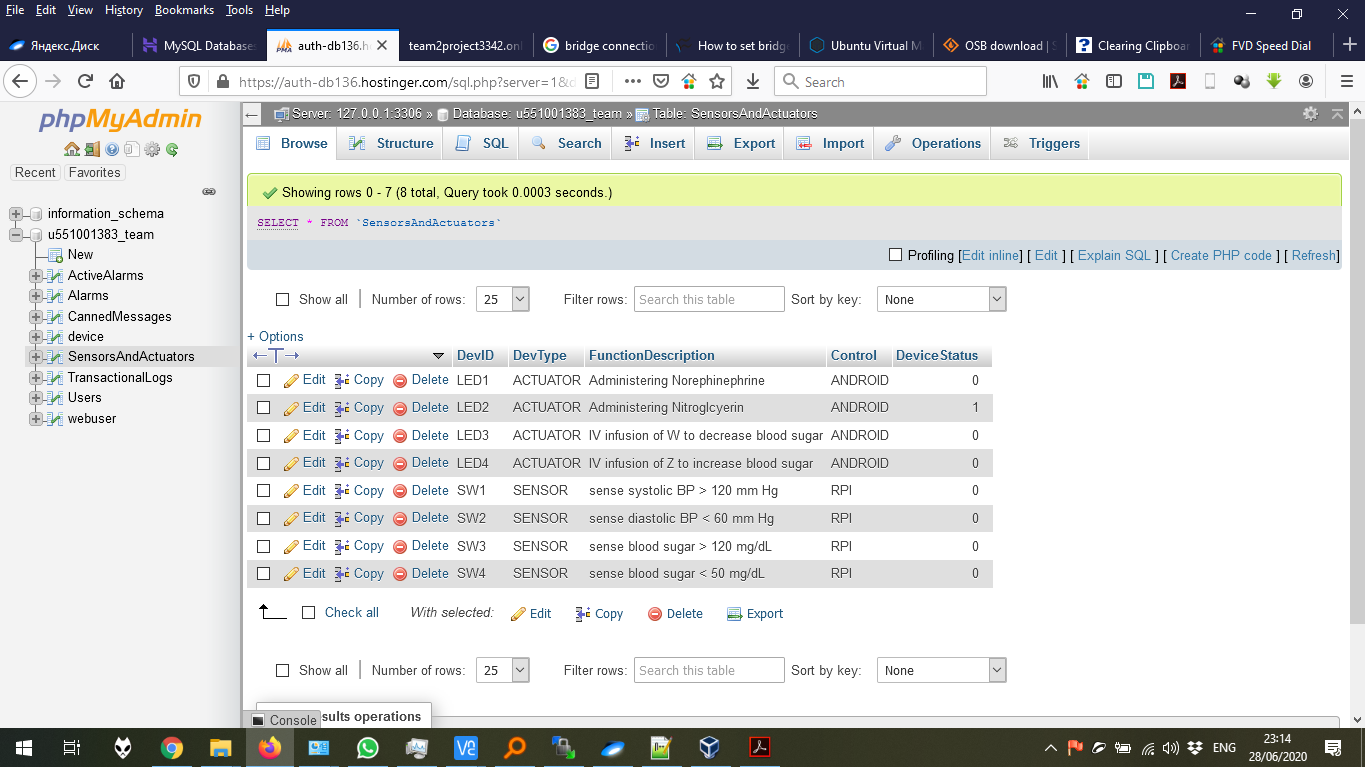 File Edit View History Bookmarks Tools Help
Яндекс.Диск MySQL Databases auth-db136.h team2project3342.onl bridge connection How to set bridge Ubuntu Virtual M OSB download | S Clearing Clipboar FVD Speed Dial
https://auth-db136.hostinger.com/sql.php?server=1&d Search
phpMyAdmin
Recent Favorites
information_schema
u551001383_team
New
ActiveAlarms
Alarms
CannedMessages
device
SensorsAndActuators
TransactionalLogs
Users
webuser
Server: 127.0.0.1:3306 » Database: u551001383_team » Table: SensorsAndActuators
Browse Structure SQL Search Insert Export Import Operations Triggers
Showing rows 0 - 7 (8 total, Query took 0.0003 seconds.)
SELECT * FROM `SensorsAndActuators`
Profiling [Edit inline] [ Edit ] [ Explain SQL ] [ Create PHP code ] [ Refresh]
Show all | Number of rows: 25 Filter rows: Search this table Sort by key: None
+ Options
←T→ DevID DevType FunctionDescription Control DeviceStatus
Edit Copy Delete LED1 ACTUATOR Administering Norephinephrine ANDROID 0
Edit Copy Delete LED2 ACTUATOR Administering Nitroglcyerin ANDROID 1
Edit Copy Delete LED3 ACTUATOR IV infusion of W to decrease blood sugar ANDROID 0
Edit Copy Delete LED4 ACTUATOR IV infusion of Z to increase blood sugar ANDROID 0
Edit Copy Delete SW1 SENSOR sense systolic BP > 120 mm Hg RPI 0
Edit Copy Delete SW2 SENSOR sense diastolic BP < 60 mm Hg RPI 0
Edit Copy Delete SW3 SENSOR sense blood sugar > 120 mg/dL RPI 0
Edit Copy Delete SW4 SENSOR sense blood sugar < 50 mg/dL RPI 0
Check all With selected: Edit Copy Delete Export
Show all | Number of rows: 25 Filter rows: Search this table Sort by key: None
Console sults operations
ENG 23:14
28/06/2020